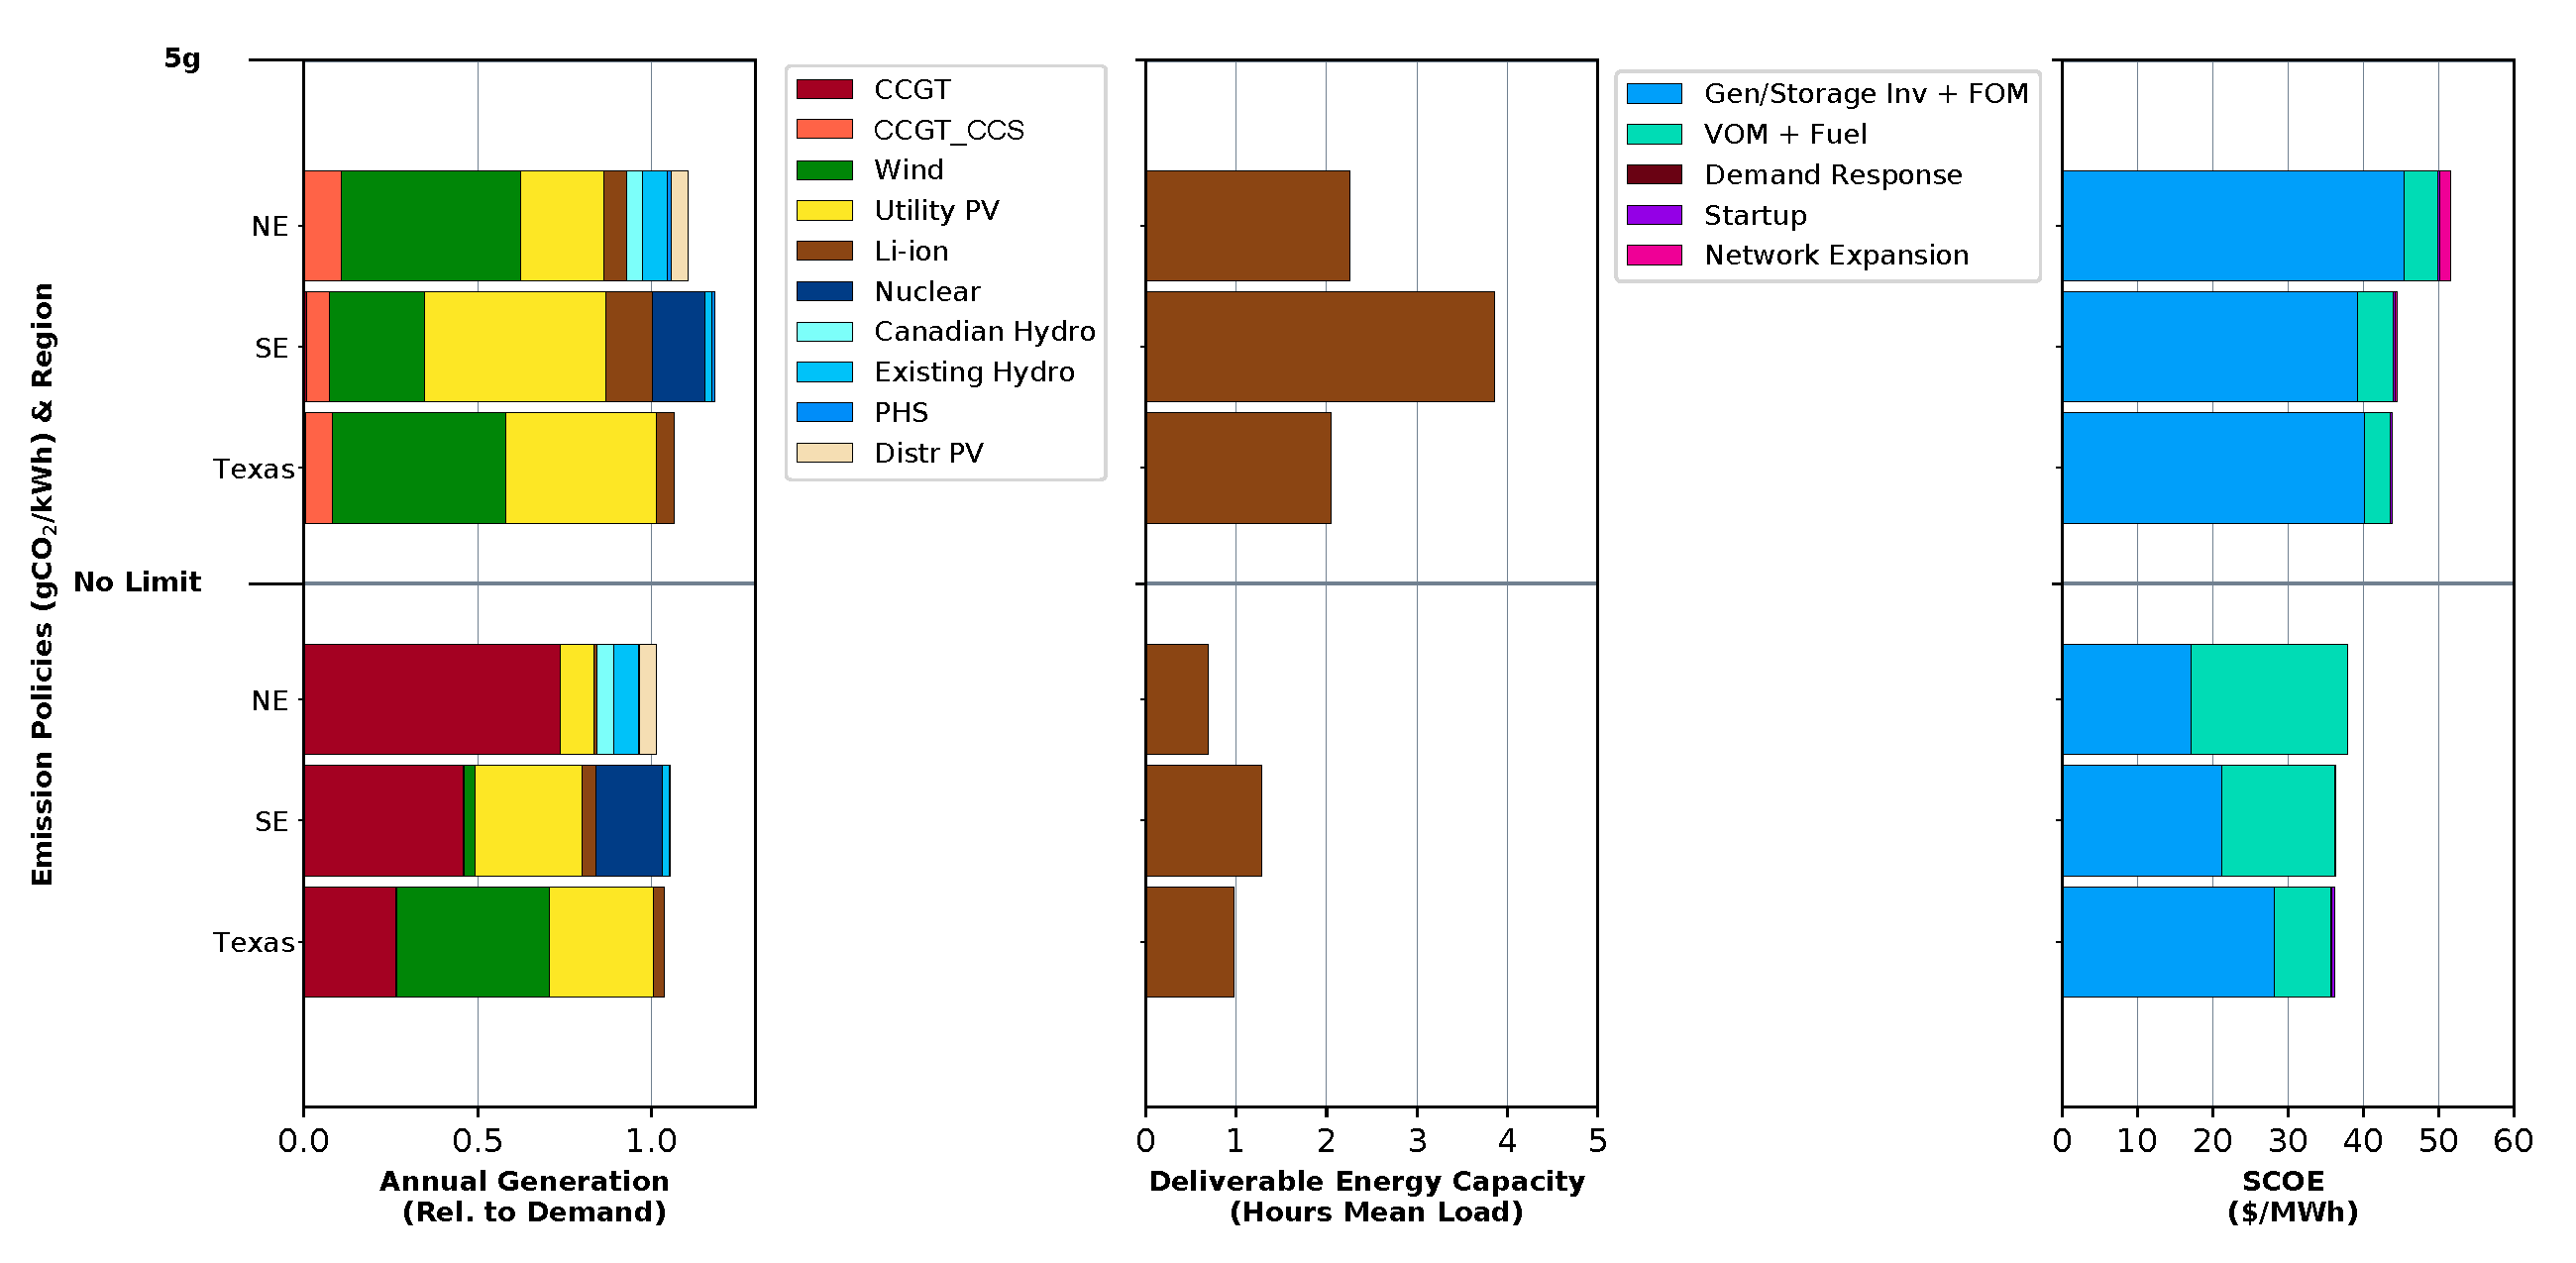 Emission Policies (gCO₂/kWh) & Region
5g
NE
SE
Texas
No Limit
NE
SE
Texas
0.0 0.5 1.0
Annual Generation
(Rel. to Demand)
CCGT
CCGT_CCS
Wind
Utility PV
Li-ion
Nuclear
Canadian Hydro
Existing Hydro
PHS
Distr PV
0 1 2 3 4 5
Deliverable Energy Capacity
(Hours Mean Load)
Gen/Storage Inv + FOM
VOM + Fuel
Demand Response
Startup
Network Expansion
0 10 20 30 40 50 60
SCOE
($/MWh)